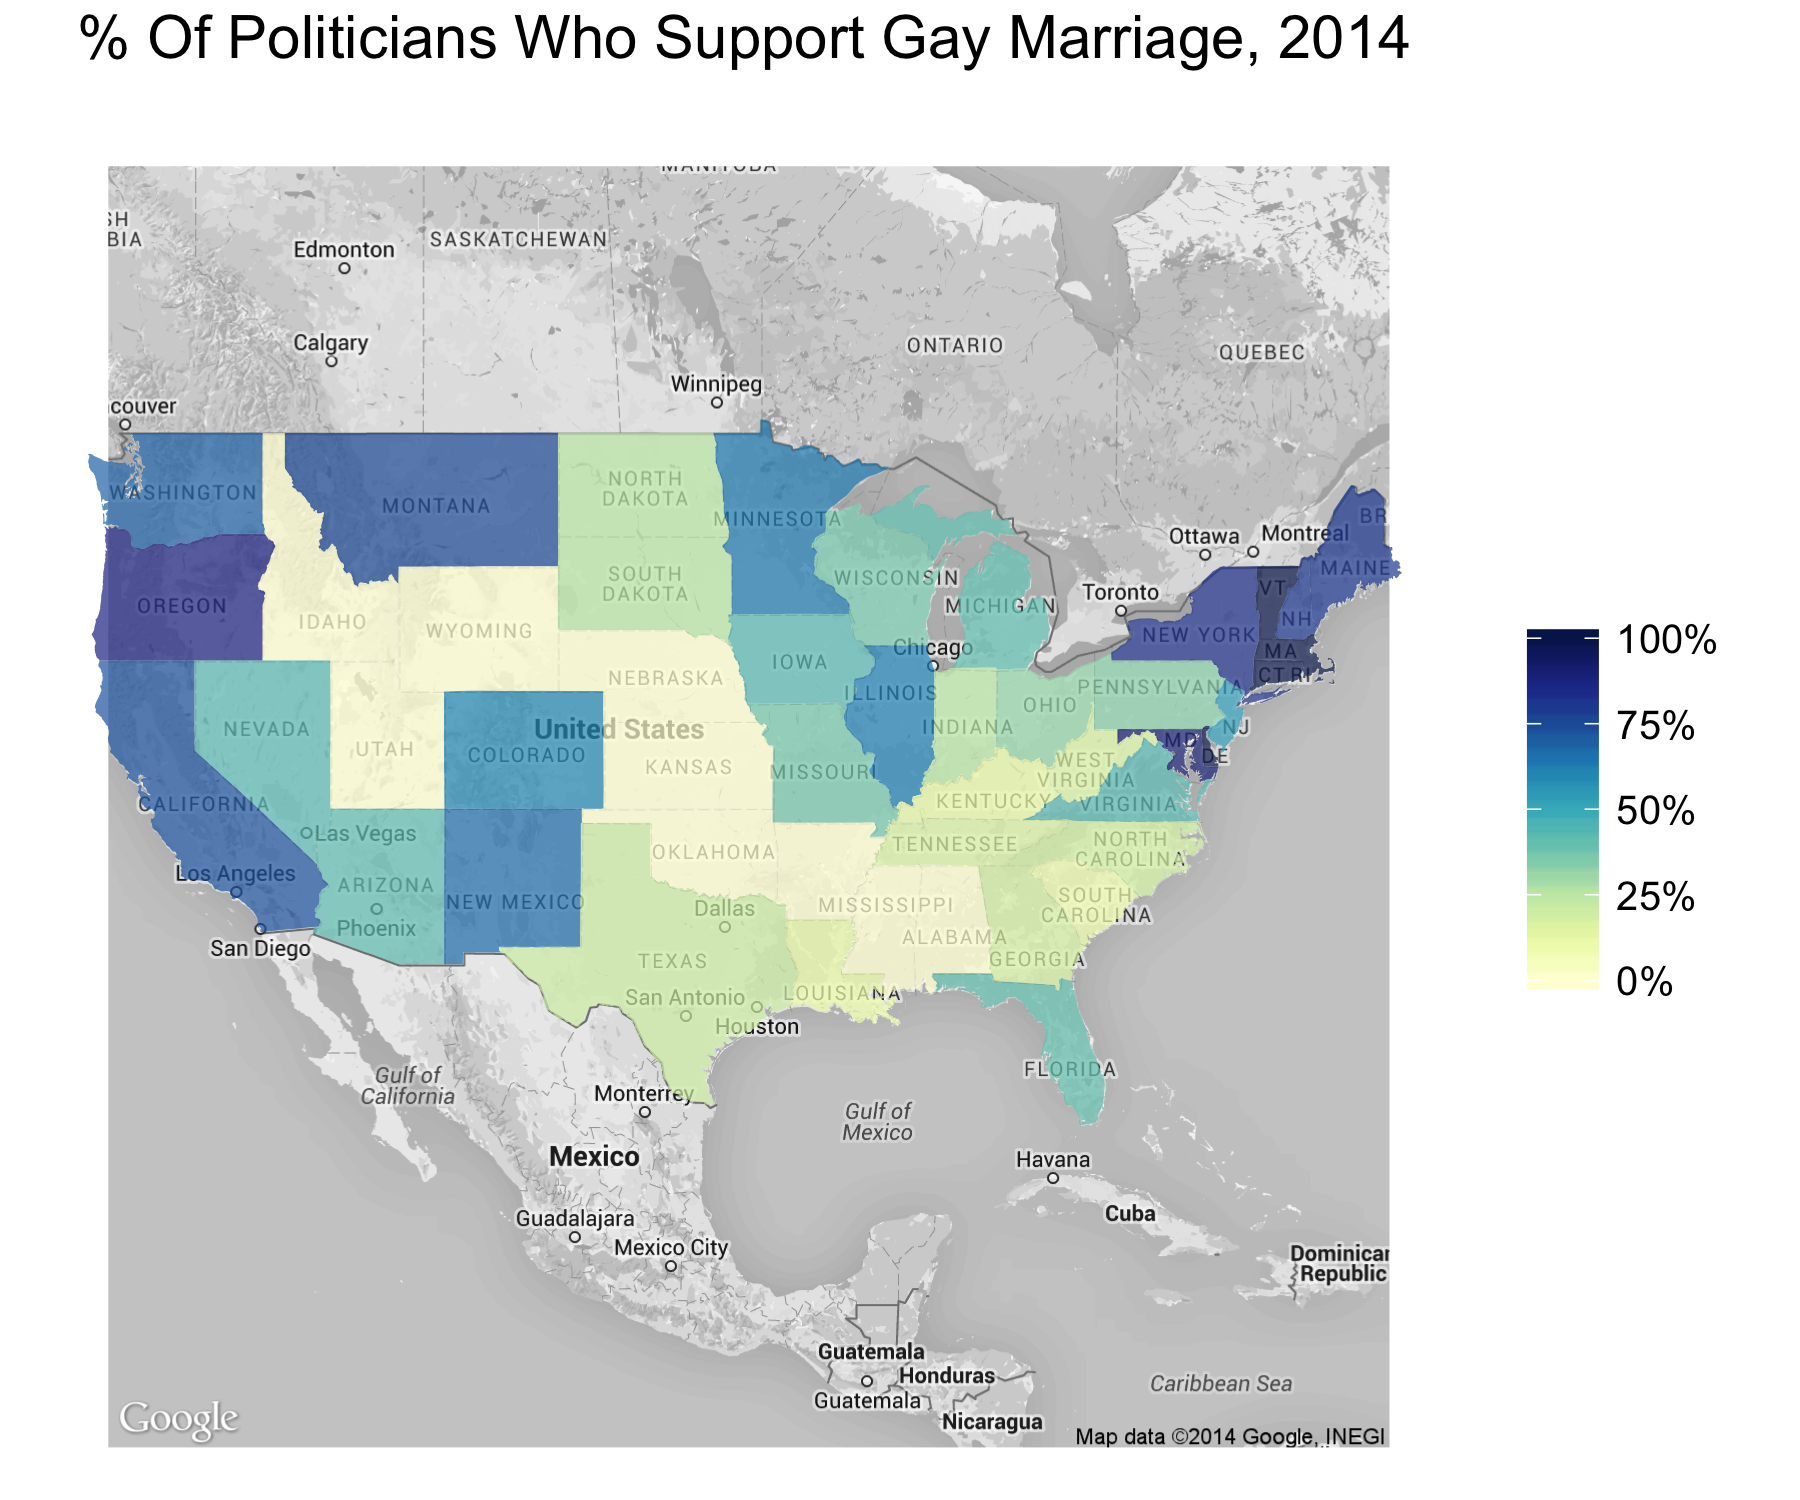 % Of Politicians Who Support Gay Marriage, 2014
MANITOBA
SH
BIA
Edmonton
SASKATCHEWAN
Calgary
ONTARIO
QUEBEC
Winnipeg
couver
NORTH
DAKOTA
WASHINGTON
MONTANA
MINNESOTA
BR
Ottawa
Montreal
MAINE
SOUTH
DAKOTA
WISCONSIN
VT
Toronto
MICHIGAN
OREGON
IDAHO
WYOMING
NH
NEW YORK
Chicago
MA
IOWA
CT RI
NEBRASKA
ILLINOIS
PENNSYLVANIA
OHIO
NEVADA
United States
INDIANA
NJ
UTAH
COLORADO
MD
DE
KANSAS
MISSOURI
WEST
VIRGINIA
CALIFORNIA
KENTUCKY
VIRGINIA
Las Vegas
OKLAHOMA
TENNESSEE
NORTH
CAROLINA
Los Angeles
ARIZONA
NEW MEXICO
MISSISSIPPI
SOUTH
CAROLINA
Phoenix
Dallas
San Diego
ALABAMA
TEXAS
GEORGIA
San Antonio
LOUISIANA
Houston
Gulf of
California
Monterrey
FLORIDA
Gulf of
Mexico
Mexico
Havana
Cuba
Guadalajara
Mexico City
Dominican
Republic
Guatemala
Honduras
Guatemala
Caribbean Sea
Nicaragua
Google
Map data ©2014 Google, INEGI
100%
75%
50%
25%
0%